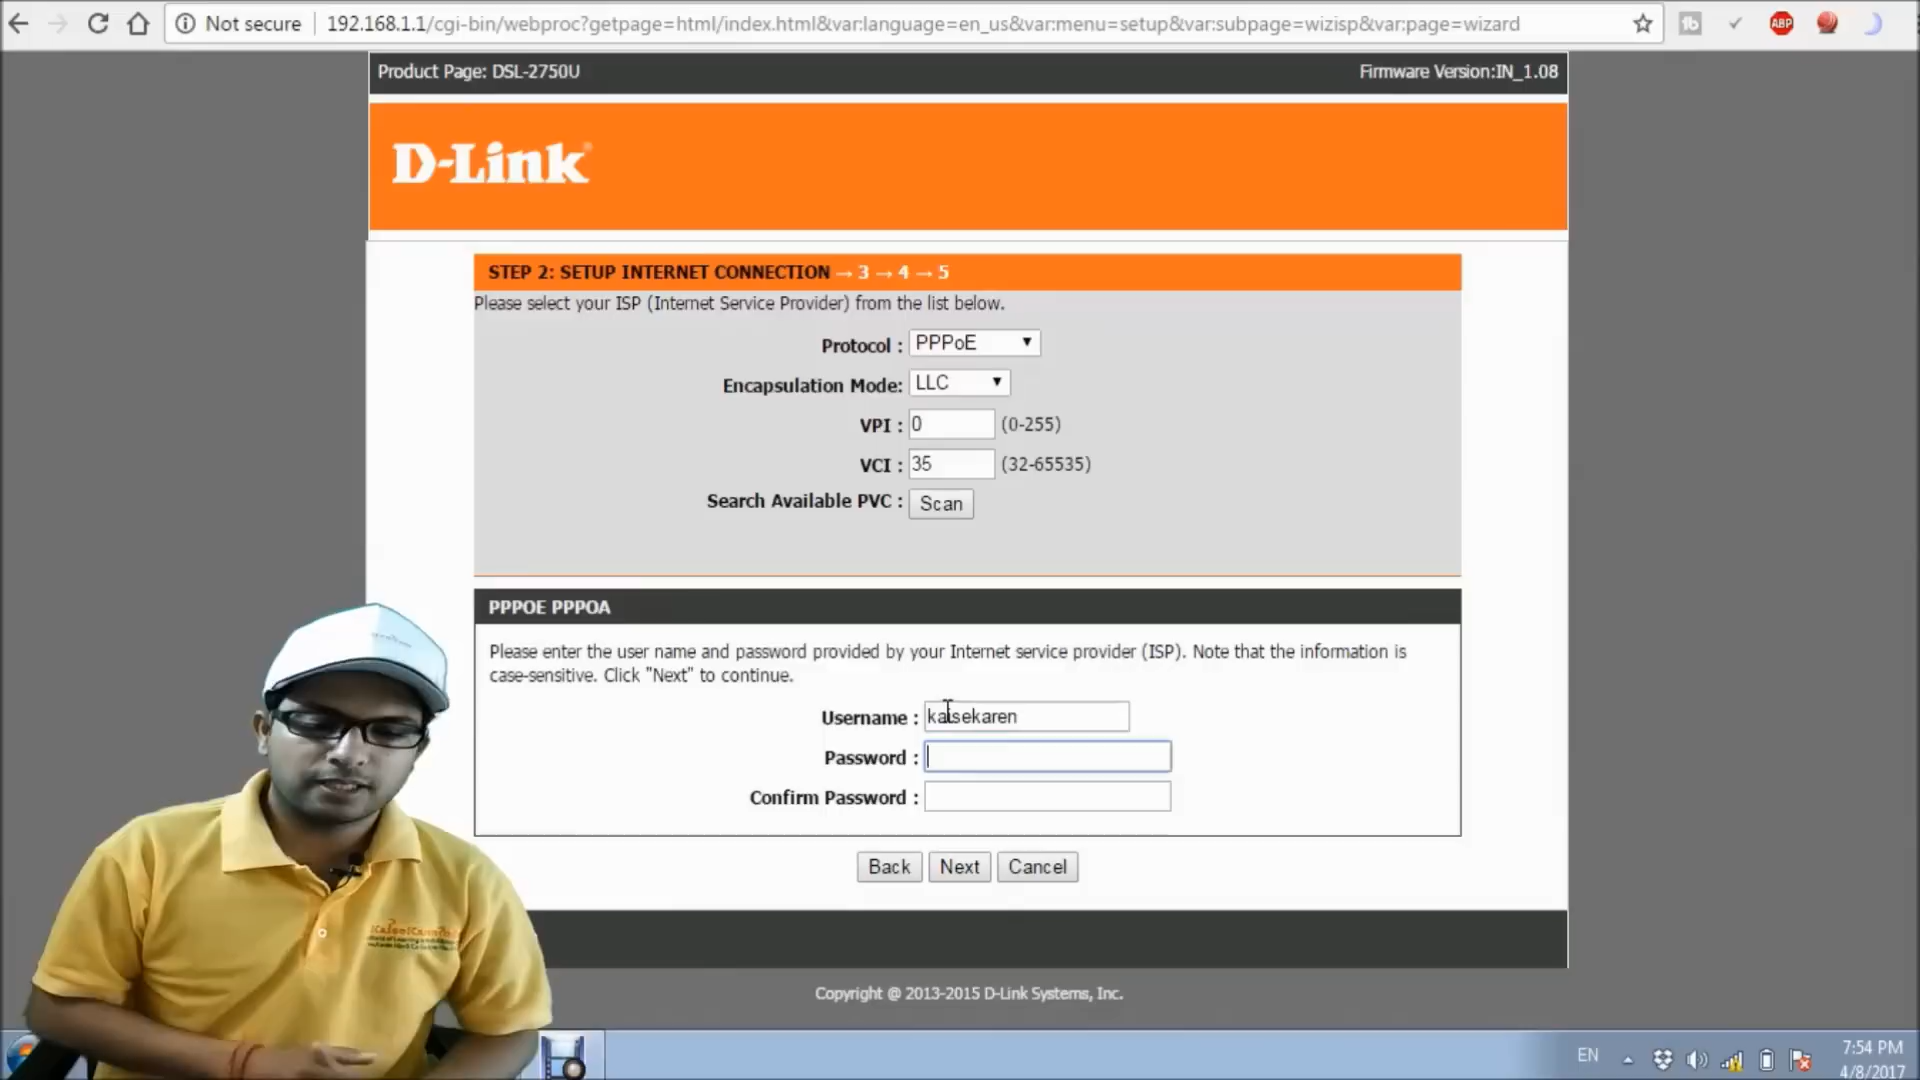 Not secure 192.168.1.1/cgi-bin/webproc?getpage=html/index.html&var:language=en_us&var:menu=setup&var:subpage=wizisp&var:page=wizard
ABP
Product Page: DSL-2750U Firmware Version:IN_1.08
D-Link
STEP 2: SETUP INTERNET CONNECTION → 3 → 4 → 5
Please select your ISP (Internet Service Provider) from the list below.
Protocol : PPPoE
Encapsulation Mode: LLC
VPI : 0 (0-255)
VCI : 35 (32-65535)
Search Available PVC : Scan
PPPOE PPPOA
Please enter the user name and password provided by your Internet service provider (ISP). Note that the information is
case-sensitive. Click "Next" to continue.
Username : kaisekaren
Password :
Confirm Password :
Back Next Cancel
Copyright @ 2013-2015 D-Link Systems, Inc.
EN
7:54 PM
4/8/2017